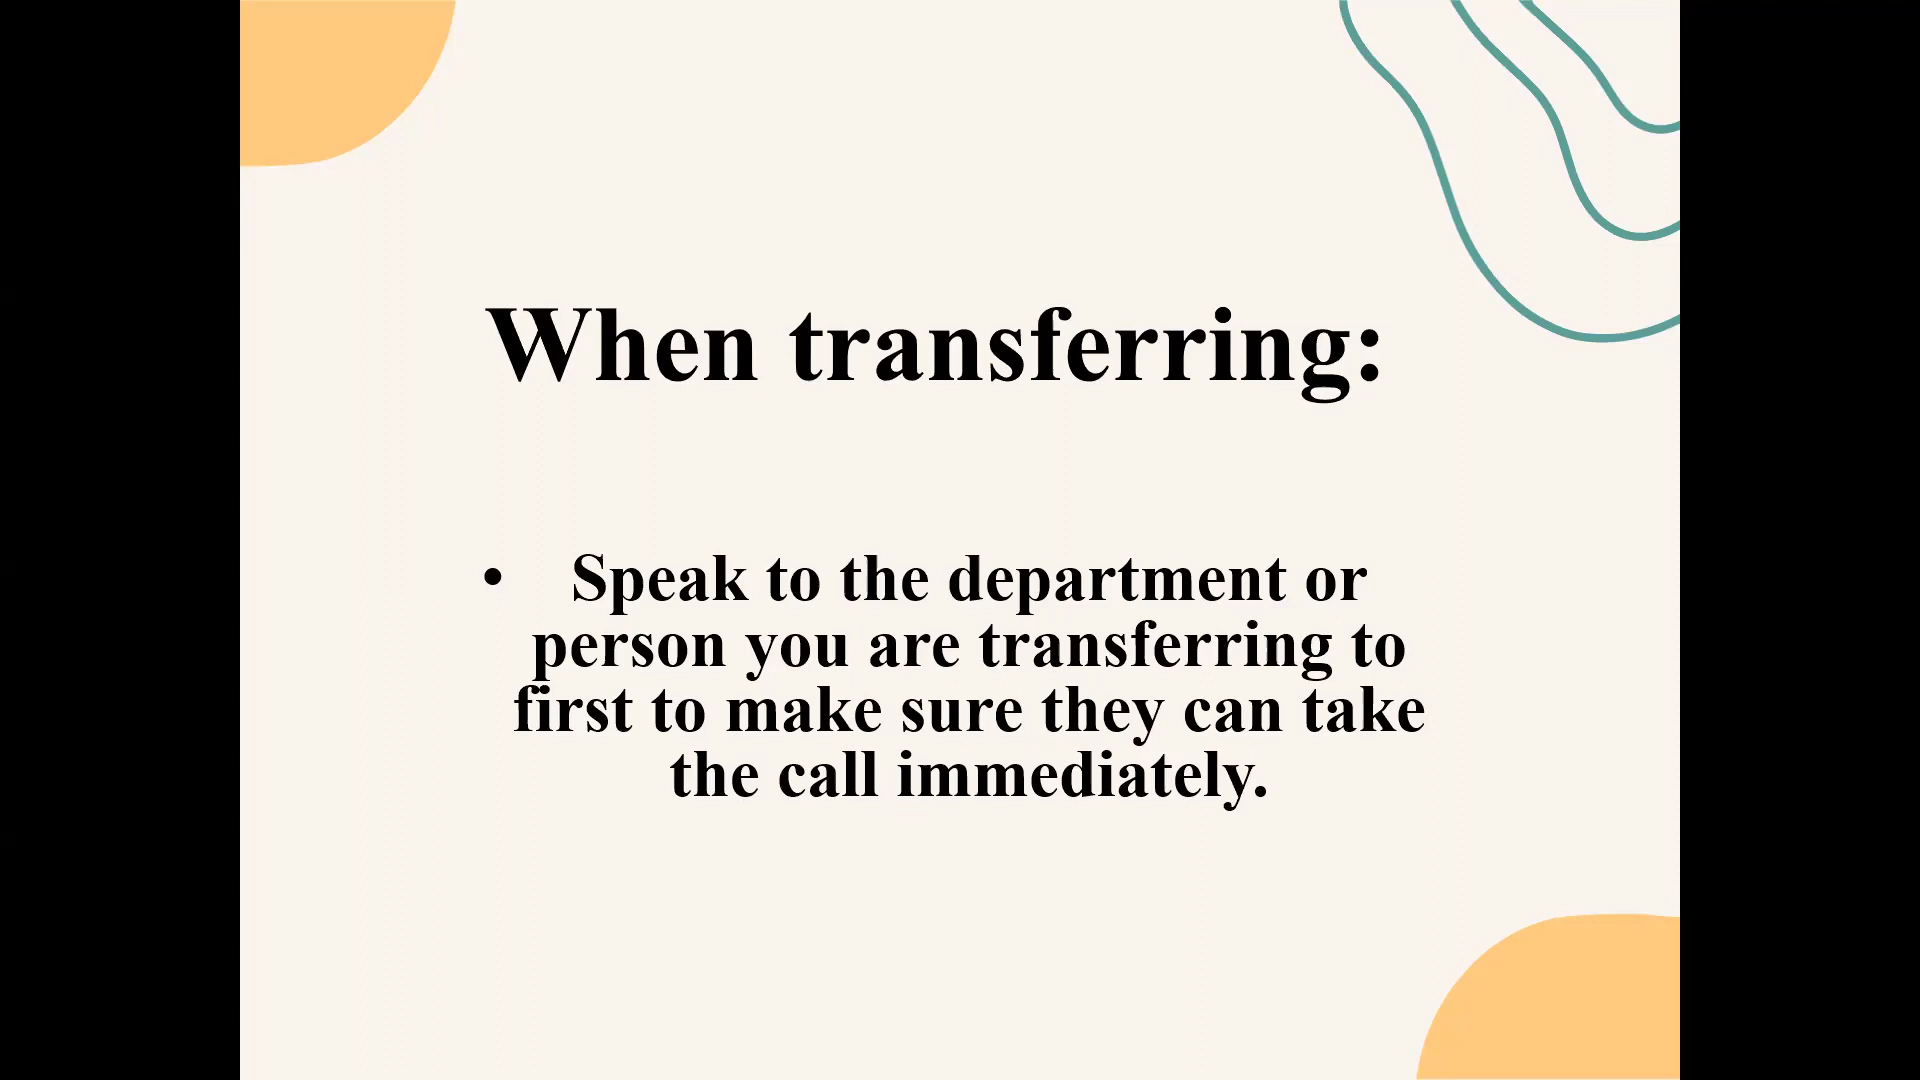 When transferring:
• Speak to the department or
person you are transferring to
first to make sure they can take
the call immediately.